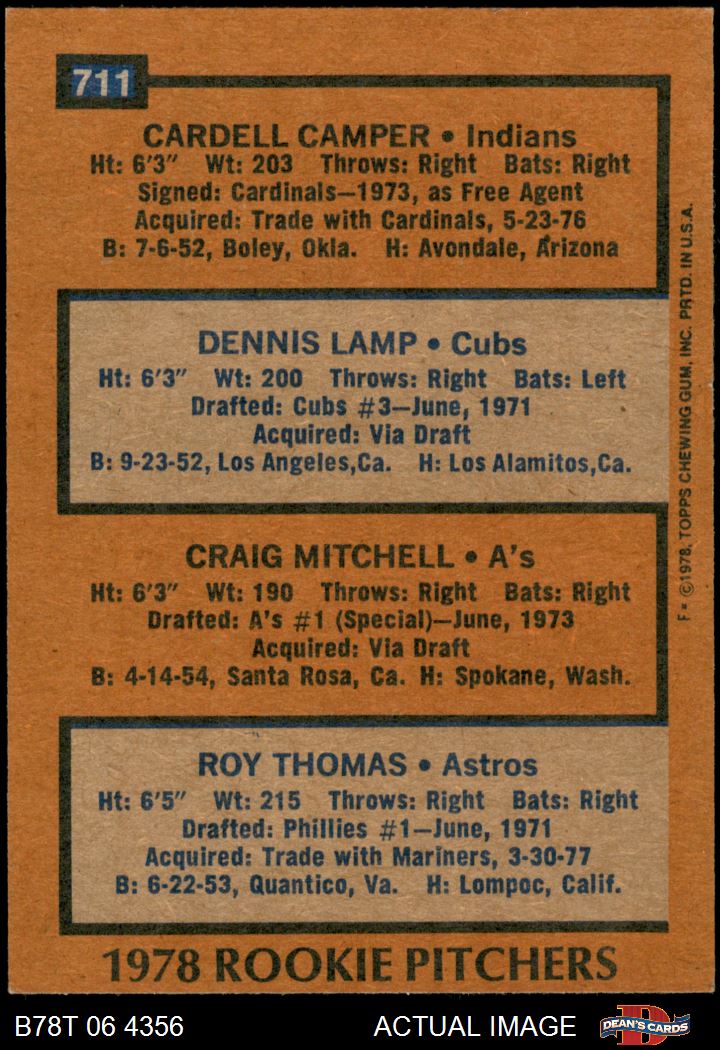 711
CARDELL CAMPER • Indians
Ht: 6'3" Wt: 203 Throws: Right Bats: Right
Signed: Cardinals—1973, as Free Agent
Acquired: Trade with Cardinals, 5-23-76
B: 7-6-52, Boley, Okla. H: Avondale, Arizona
DENNIS LAMP • Cubs
Ht: 6'3" Wt: 200 Throws: Right Bats: Left
Drafted: Cubs #3—June, 1971
Acquired: Via Draft
B: 9-23-52, Los Angeles,Ca. H: Los Alamitos,Ca.
CRAIG MITCHELL • A's
Ht: 6'3" Wt: 190 Throws: Right Bats: Right
Drafted: A's #1 (Special)—June, 1973
Acquired: Via Draft
B: 4-14-54, Santa Rosa, Ca. H: Spokane, Wash.
ROY THOMAS • Astros
Ht: 6'5" Wt: 215 Throws: Right Bats: Right
Drafted: Phillies #1—June, 1971
Acquired: Trade with Mariners, 3-30-77
B: 6-22-53, Quantico, Va. H: Lompoc, Calif.
1978 ROOKIE PITCHERS
F* ©1978, TOPPS CHEWING GUM, INC. PRTD. IN U.S.A.
B78T 06 4356 ACTUAL IMAGE
D
DEAN'S CARDS